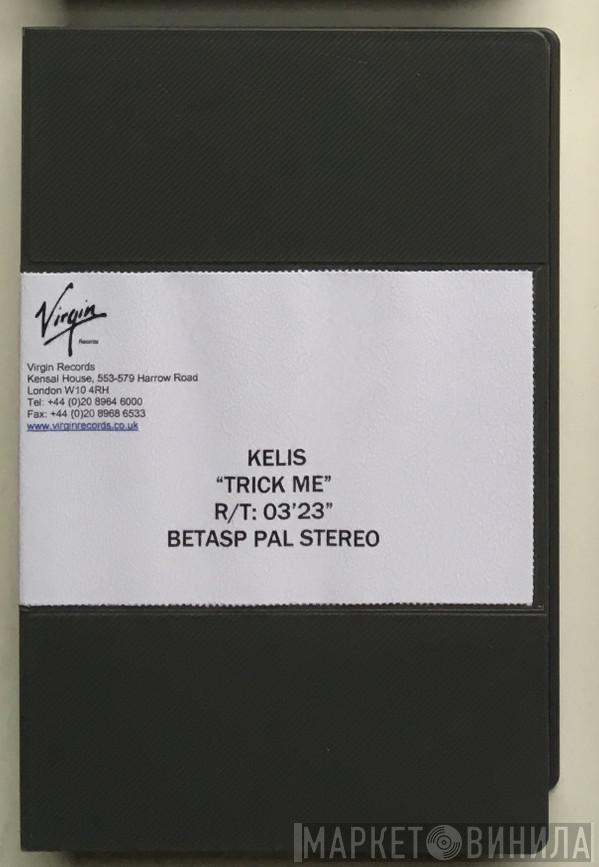 Virgin
Records
Virgin Records
Kensal House, 553-579 Harrow Road
London W10 4RH
Tel: +44 (0)20 8964 6000
Fax: +44 (0)20 8968 6533
www.virginrecords.co.uk
KELIS
“TRICK ME”
R/T: 03’23”
BETASP PAL STEREO
МАРКЕТ ВИНИЛА